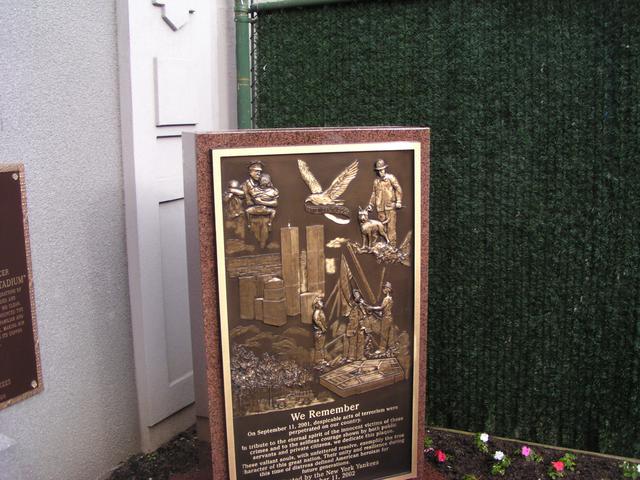 CER
STADIUM"
We Remember
On September 11, 2001, despicable acts of terrorism were
perpetrated on our country.
In tribute to the eternal spirit of the innocent victims of these
crimes and to the selfless courage shown by both public
servants and private citizens, we dedicate this plaque.
These valiant souls, with unfettered resolve, exemplify the true
character of this great nation. Their unity and resilience during
this time of distress defined American heroism for
future generations.
by the New York Yankees
11, 2002